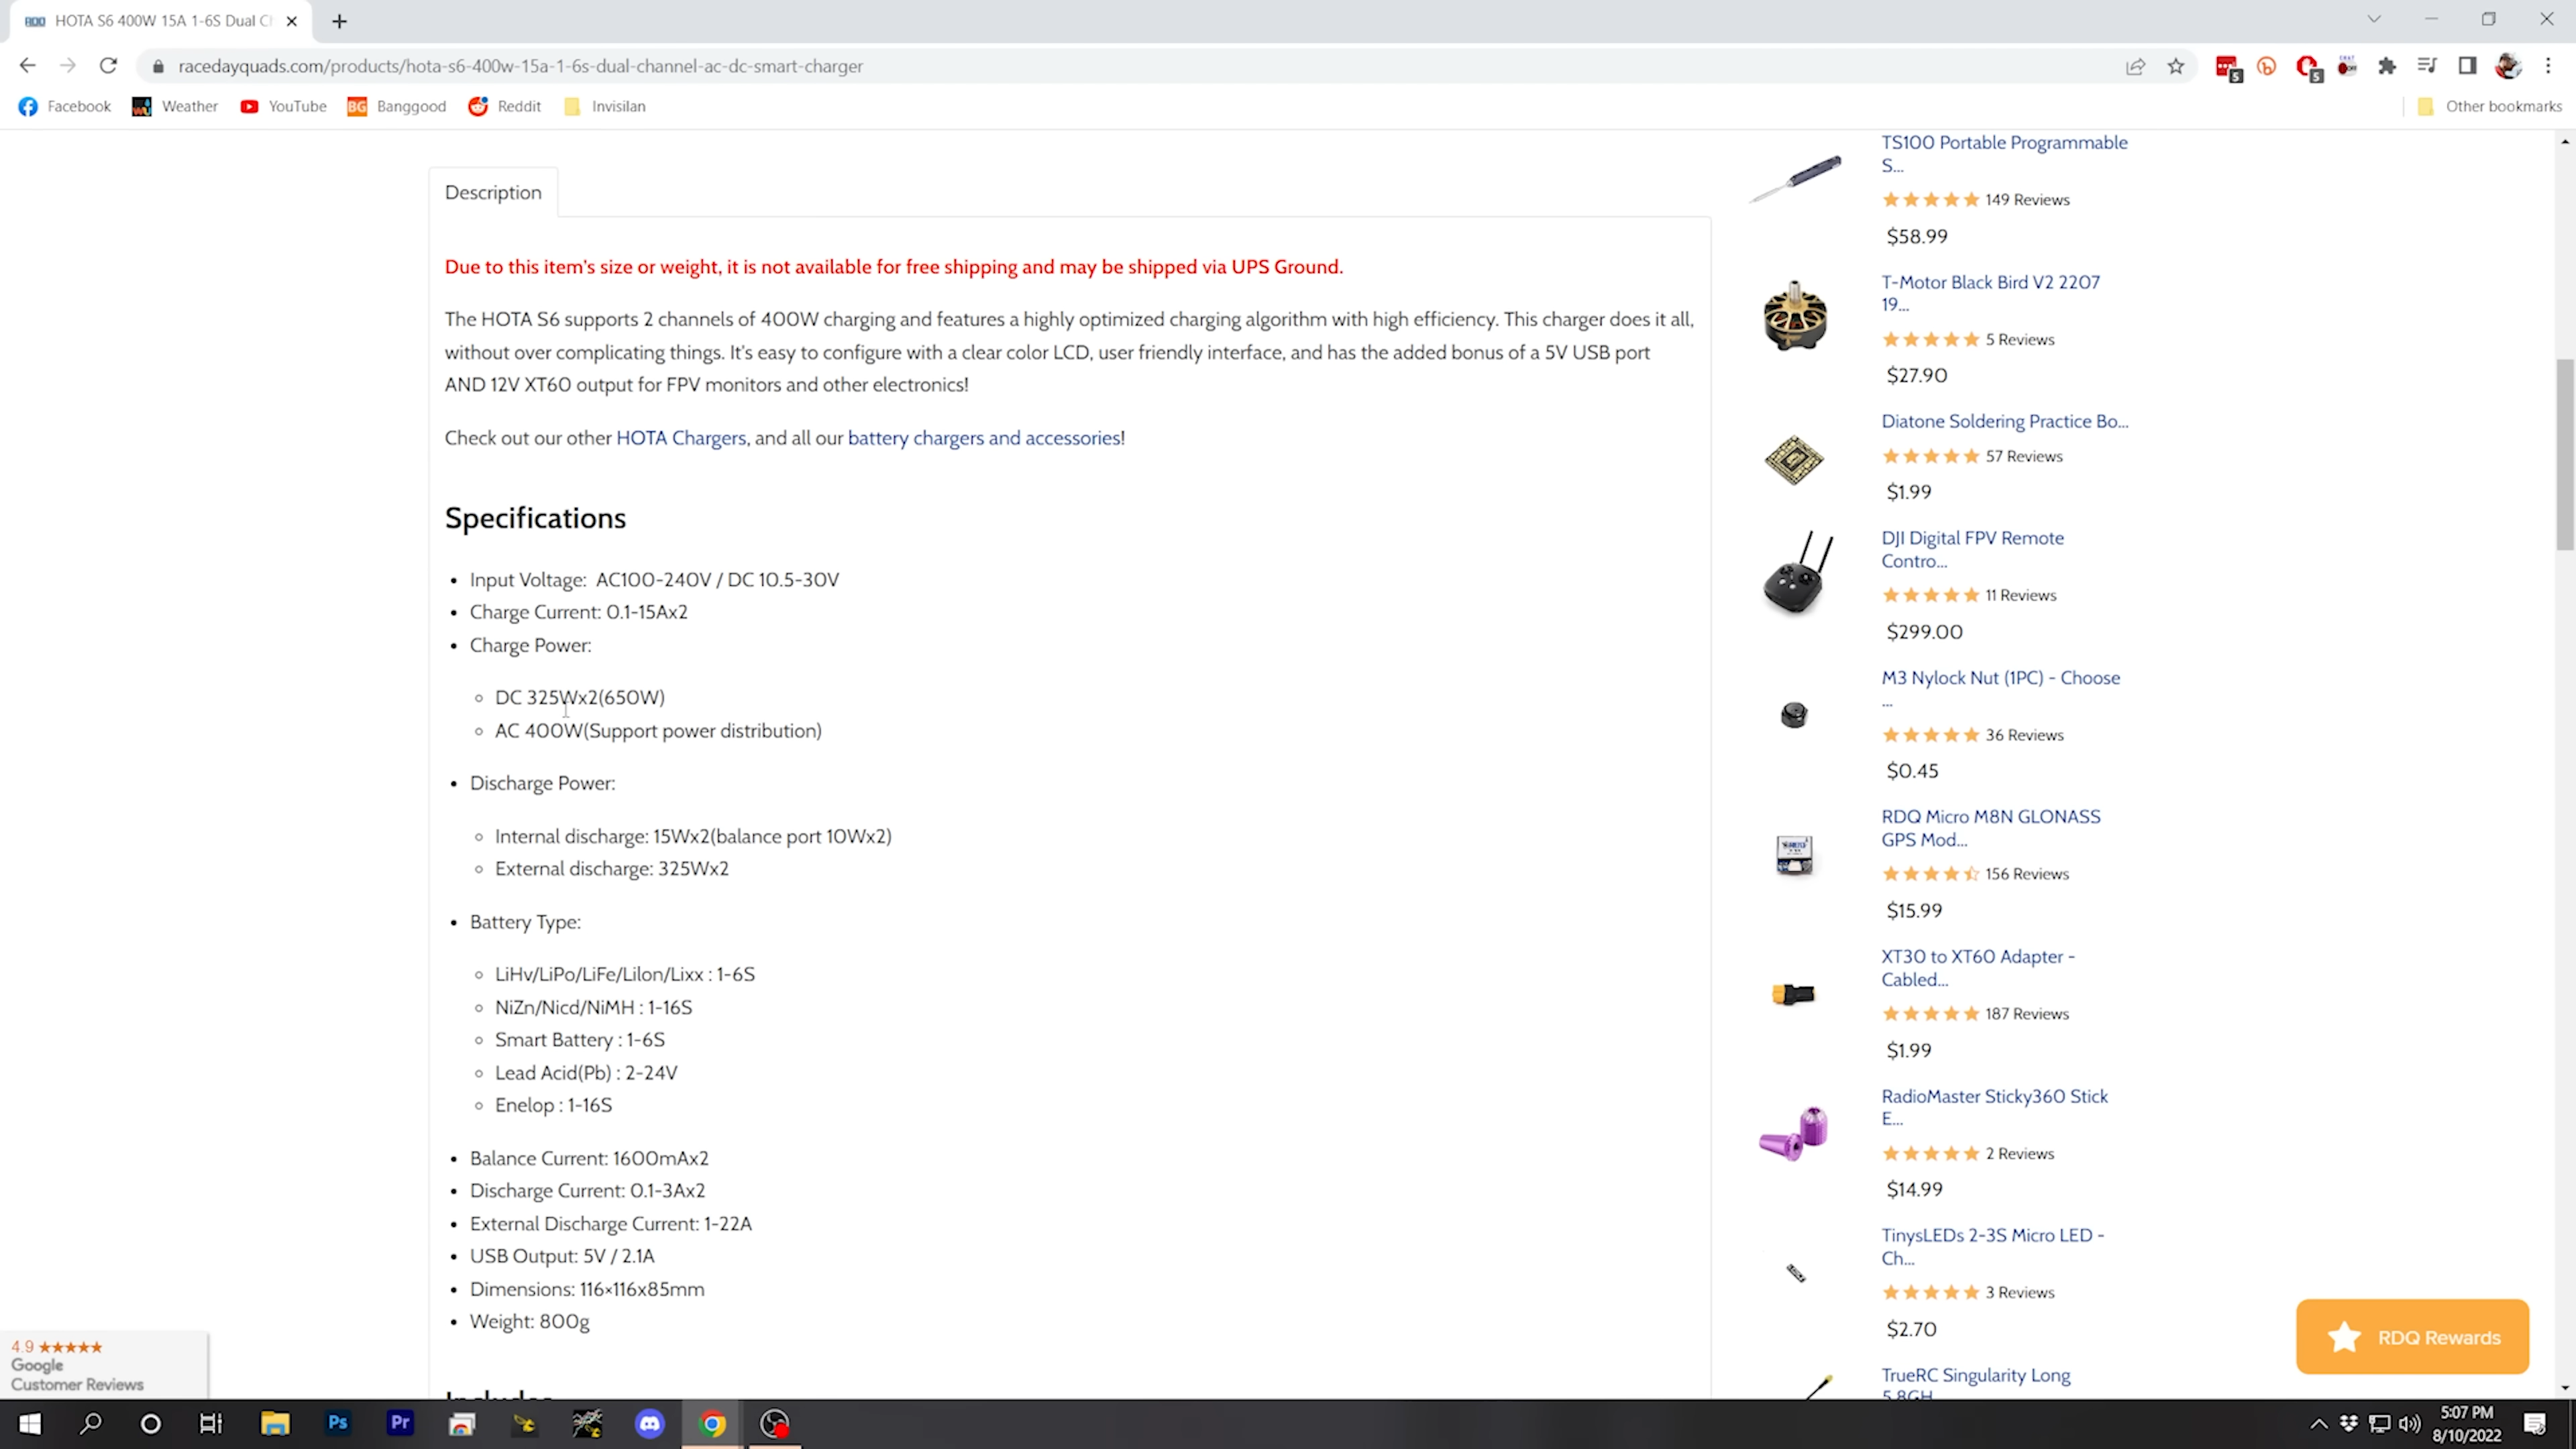 HOTA S6 400W 15A 1-6S Dual Ch
racedayquads.com/products/hota-s6-400w-15a-1-6s-dual-channel-ac-dc-smart-charger
5
5
Facebook
Weather
YouTube
BG Banggood
Reddit
Invisilan
Other bookmarks
Description
Due to this item's size or weight, it is not available for free shipping and may be shipped via UPS Ground.
The HOTA S6 supports 2 channels of 400W charging and features a highly optimized charging algorithm with high efficiency. This charger does it all,
without over complicating things. It's easy to configure with a clear color LCD, user friendly interface, and has the added bonus of a 5V USB port
AND 12V XT60 output for FPV monitors and other electronics!
Check out our other HOTA Chargers, and all our battery chargers and accessories!
Specifications
• Input Voltage: AC100-240V / DC 10.5-30V
• Charge Current: 0.1-15Ax2
• Charge Power:
DC 325Wx2(650W)
AC 400W(Support power distribution)
• Discharge Power:
Internal discharge: 15Wx2(balance port 10Wx2)
External discharge: 325Wx2
• Battery Type:
LiHv/LiPo/LiFe/LiIon/Lixx : 1-6S
NiZn/Nicd/NiMH : 1-16S
Smart Battery : 1-6S
Lead Acid(Pb) : 2-24V
Enelop : 1-16S
• Balance Current: 1600mAx2
• Discharge Current: 0.1-3Ax2
• External Discharge Current: 1-22A
• USB Output: 5V / 2.1A
• Dimensions: 116×116x85mm
• Weight: 800g
Includes
TS100 Portable Programmable
S...
149 Reviews
$58.99
T-Motor Black Bird V2 2207
19...
5 Reviews
$27.90
Diatone Soldering Practice Bo...
57 Reviews
$1.99
DJI Digital FPV Remote
Contro...
11 Reviews
$299.00
M3 Nylock Nut (1PC) - Choose
...
36 Reviews
$0.45
RDQ Micro M8N GLONASS
GPS Mod...
156 Reviews
$15.99
XT30 to XT60 Adapter -
Cabled...
187 Reviews
$1.99
RadioMaster Sticky360 Stick
E...
2 Reviews
$14.99
TinysLEDs 2-3S Micro LED -
Ch...
3 Reviews
$2.70
TrueRC Singularity Long
5.8GH
RDQ Rewards
4.9 ★★★★★
Google
Customer Reviews
Ps
Pr
5:07 PM
8/10/2022